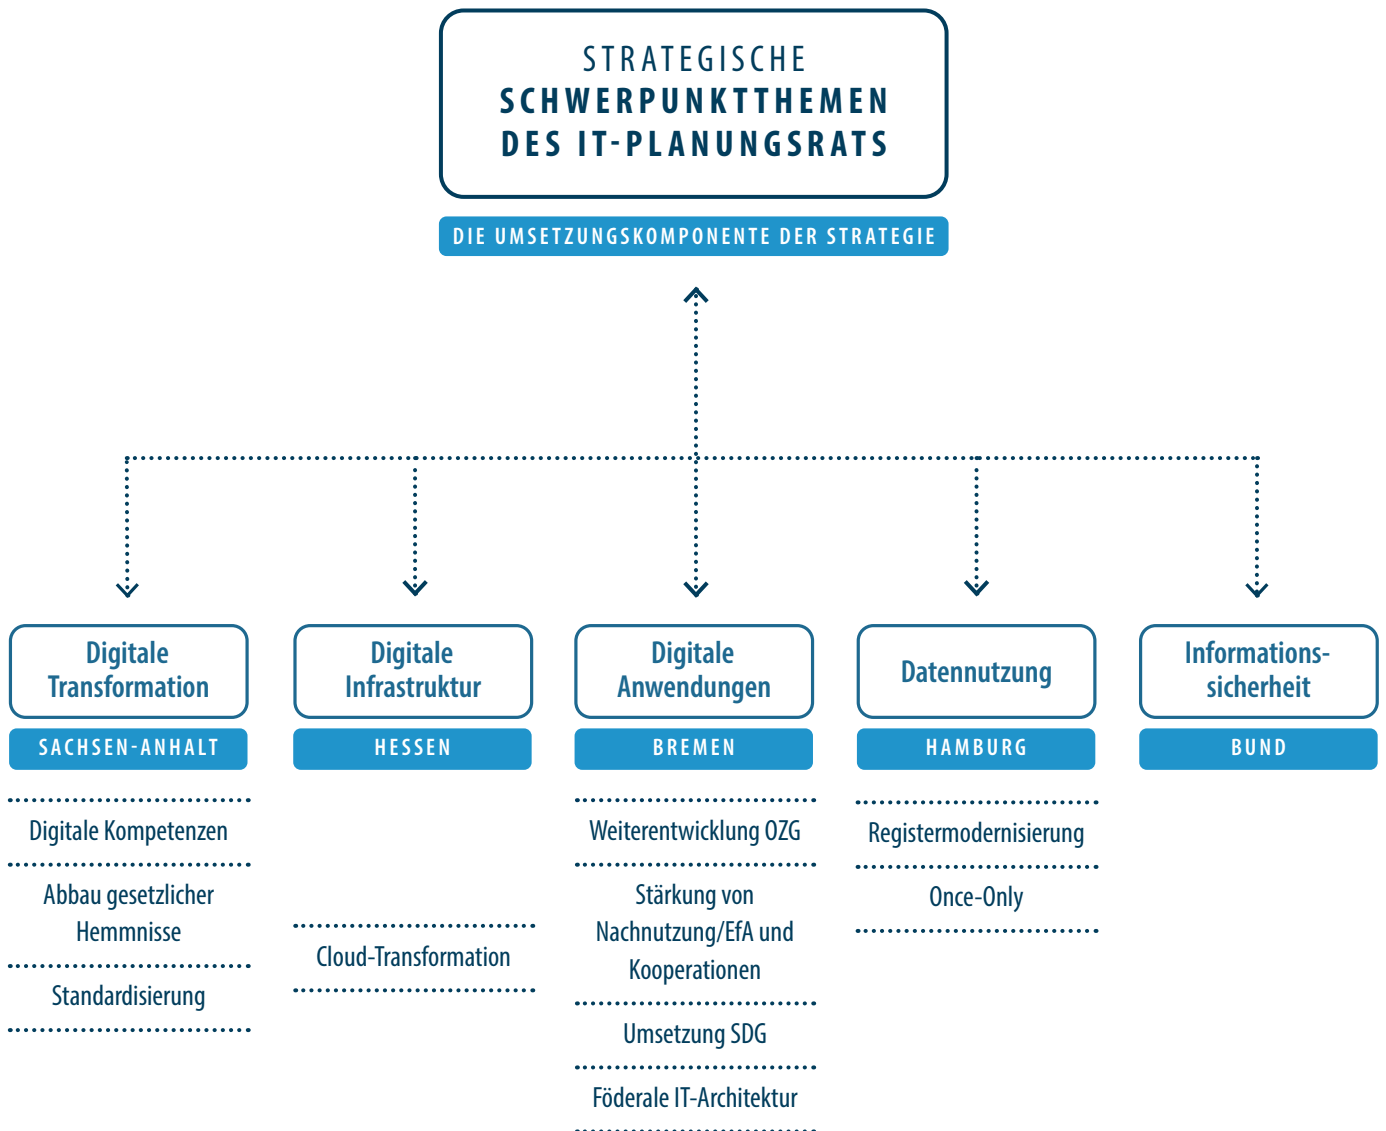 STRATEGISCHE
SCHWERPUNKTTHEMEN
DES IT-PLANUNGSRATS
DIE UMSETZUNGSKOMPONENTE DER STRATEGIE
Digitale
Transformation
SACHSEN-ANHALT
Digitale Kompetenzen
Abbau gesetzlicher
Hemmnisse
Standardisierung
Digitale
Infrastruktur
HESSEN
Cloud-Transformation
Digitale
Anwendungen
BREMEN
Weiterentwicklung OZG
Stärkung von
Nachnutzung/EfA und
Kooperationen
Umsetzung SDG
Föderale IT-Architektur
Datennutzung
HAMBURG
Registermodernisierung
Once-Only
Informations-
sicherheit
BUND